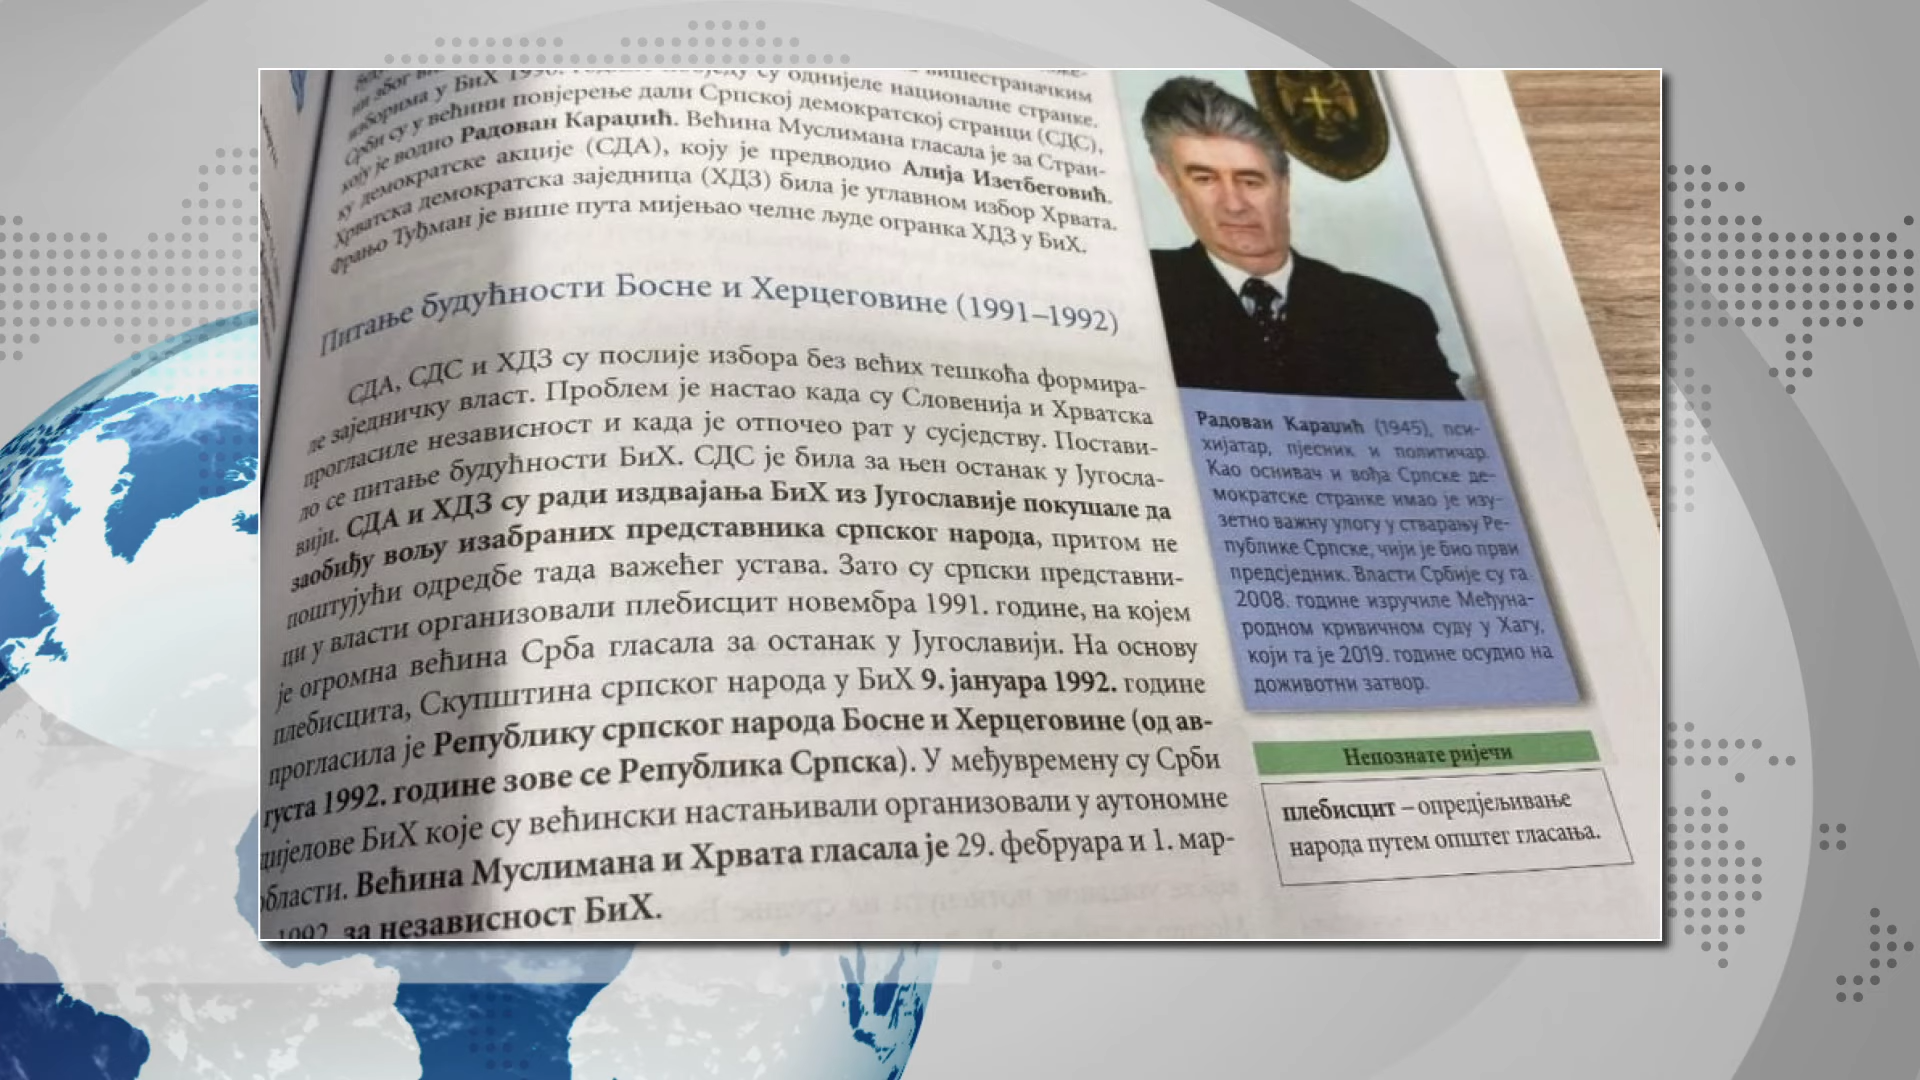 вишестраначким
изборима у БиХ 1990. су однијеле националне странке.
Срби су у већини повјерење дали Српској демократској странци (СДС),
коју је водио Радован Караџић. Већина Муслимана гласала је за Стран-
ку демократске акције (СДА), коју је предводио Алија Изетбеговић.
Хрватска демократска заједница (ХДЗ) била је углавном избор Хрвата.
Фрањо Туђман је више пута мијењао челне људе огранка ХДЗ у БиХ.
Питање будућности Босне и Херцеговине (1991–1992)
СДА, СДС и ХДЗ су послије избора без већих тешкоћа формира-
ле заједничку власт. Проблем је настао када су Словенија и Хрватска
прогласиле независност и када је отпочео рат у сусједству. Постави-
ло се питање будућности БиХ. СДС је била за њен останак у Југосла-
вији. СДА и ХДЗ су ради издвајања БиХ из Југославије покушале да
заобиђу вољу изабраних представника српског народа, притом не
поштујући одредбе тада важећег устава. Зато су српски представни-
ци у власти организовали плебисцит новембра 1991. године, на којем
је огромна већина Срба гласала за останак у Југославији. На основу
плебисцита, Скупштина српског народа у БиХ 9. јануара 1992. године
прогласила је Републику српског народа Босне и Херцеговине (од ав-
густа 1992. године зове се Република Српска). У међувремену су Срби
дијелове БиХ које су већински настањивали организовали у аутономне
области. Већина Муслимана и Хрвата гласала је 29. фебруара и 1. мар-
1992. за независност БиХ.
Радован Караџић (1945), пси-
хијатар, пјесник и политичар.
Као оснивач и вођа Српске де-
мократске странке имао је изу-
зетно важну улогу у стварању Ре-
публике Српске, чији је био први
предсједник. Власти Србије су га
2008. године изручиле Међуна-
родном кривичном суду у Хагу,
који га је 2019. године осудио на
доживотни затвор.
Непознате ријечи
плебисцит – опредјељивање
народа путем општег гласања.